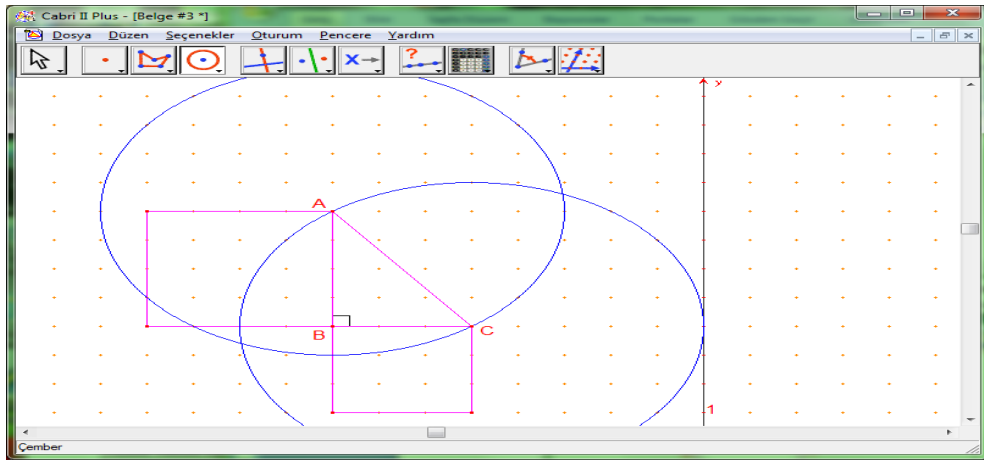 Cabri II Plus - [Belge #3 *]
Dosya Düzen Seçenekler Oturum Pencere Yardım
?
x
y
A
B
C
1
Çember